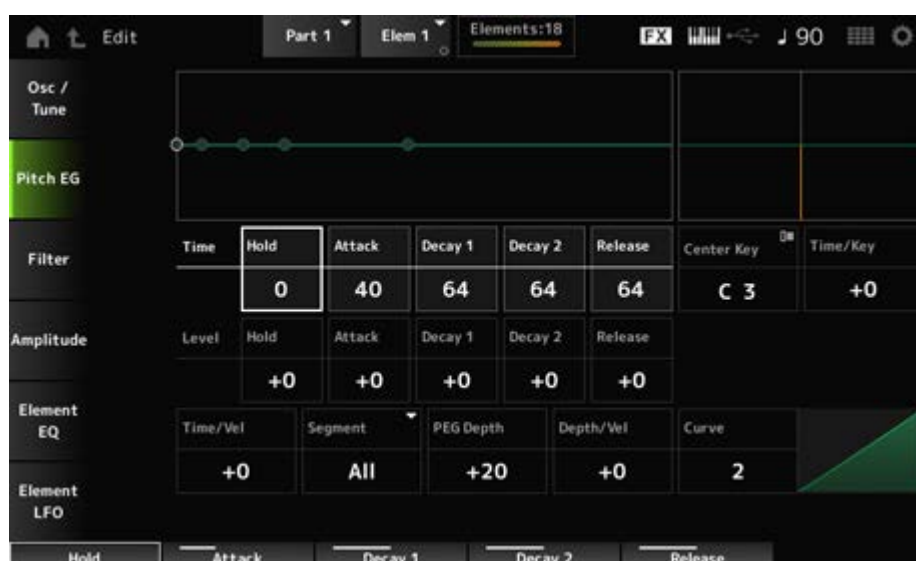 Edit Part 1 Elem 1 Elements:18 FX 90
Osc /
Tune
Pitch EG
Filter
Amplitude
Element
EQ
Element
LFO
Time Hold Attack Decay 1 Decay 2 Release Center Key Time/Key
0 40 64 64 64 C 3 +0
Level Hold Attack Decay 1 Decay 2 Release
+0 +0 +0 +0 +0
Time/Vel Segment PEG Depth Depth/Vel Curve
+0 All +20 +0 2
Hold Attack Decay 1 Decay 2 Release